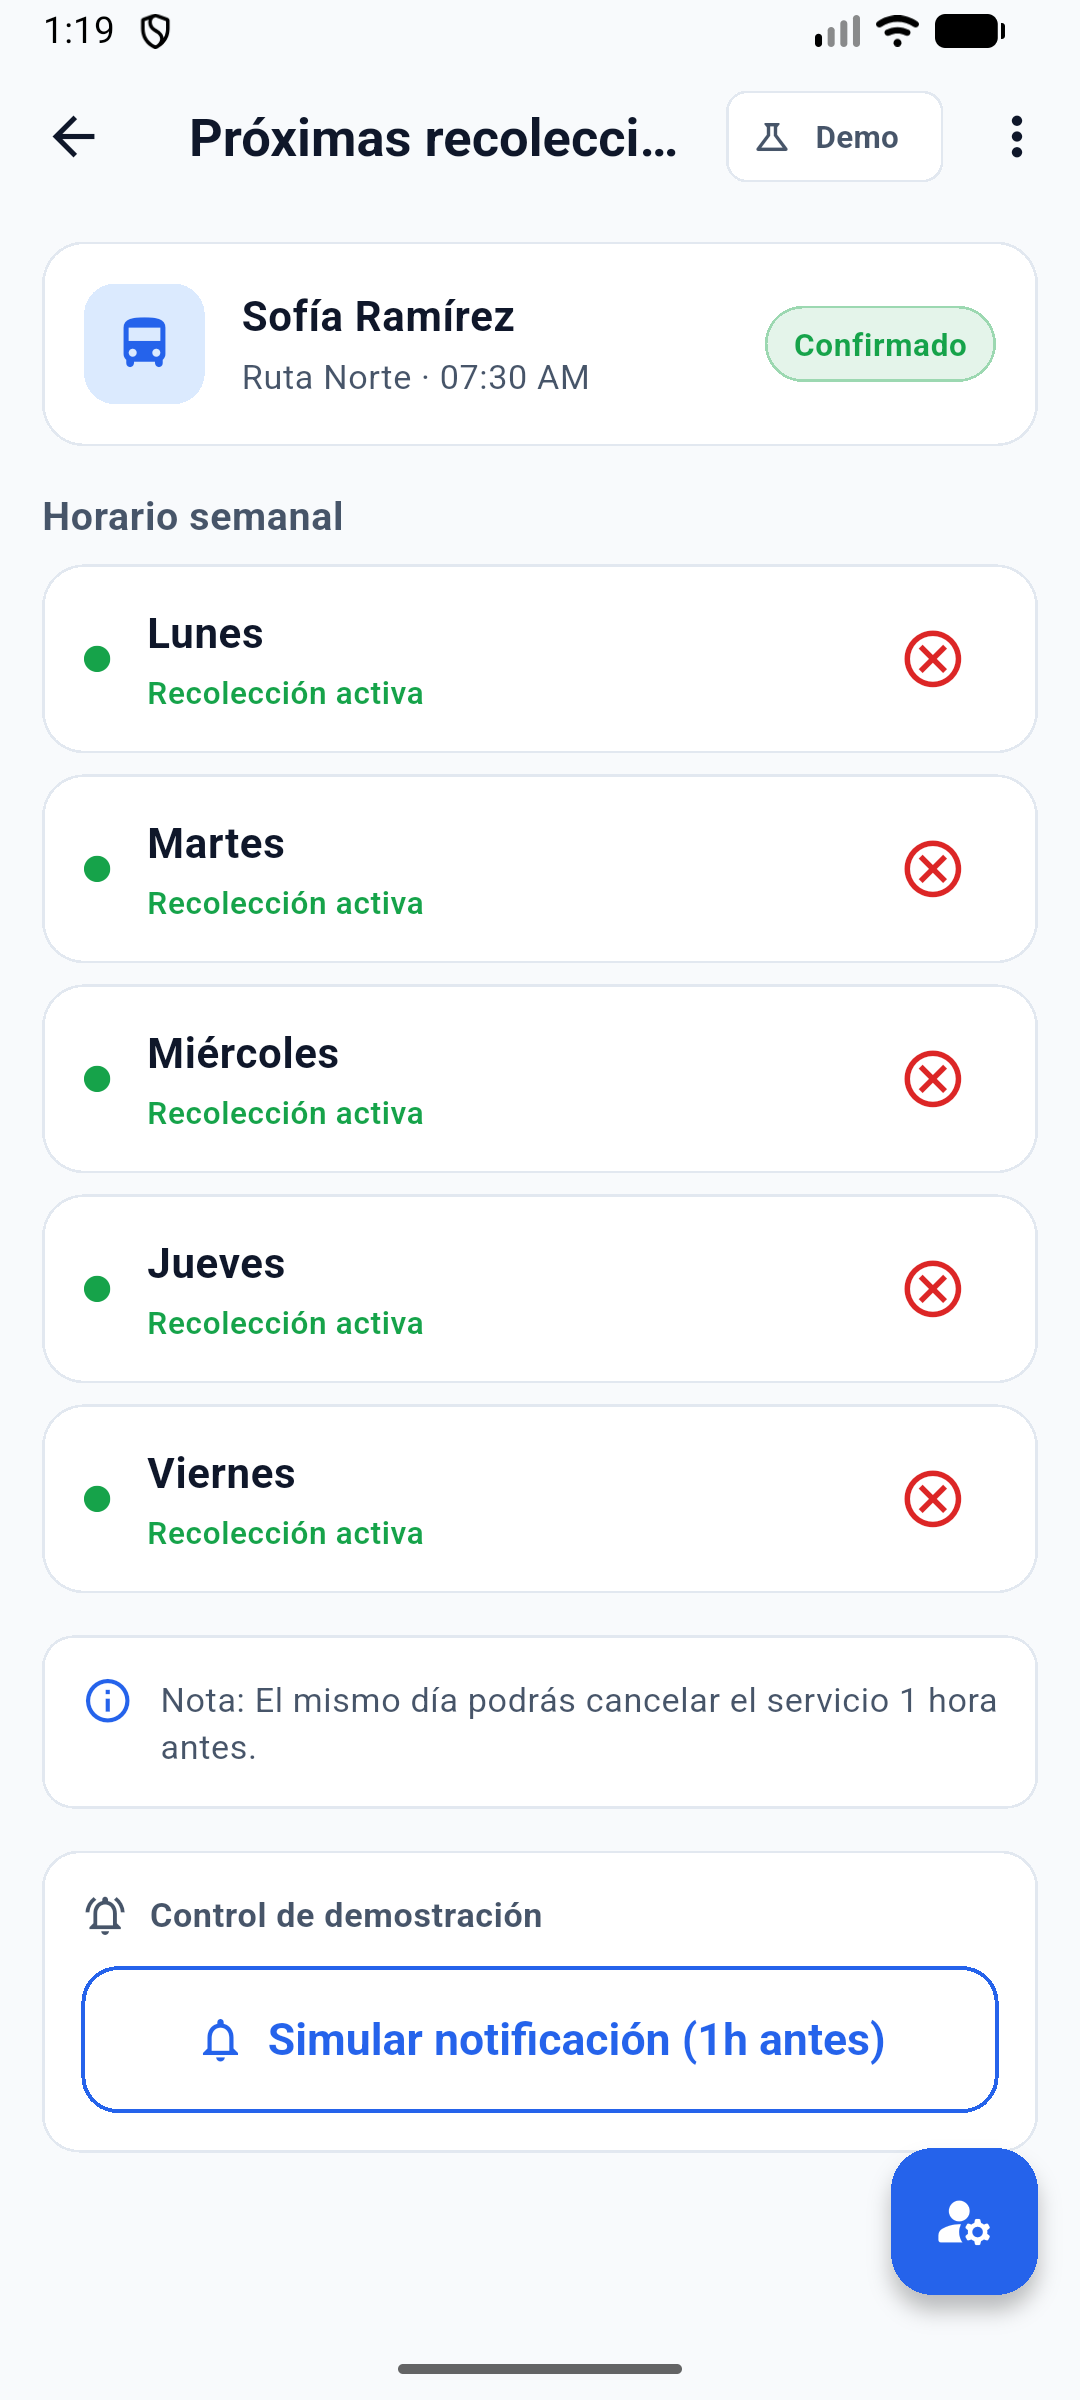 1:19
Próximas recolecci...
Demo
Sofía Ramírez
Ruta Norte · 07:30 AM
Confirmado
Horario semanal
Lunes
Recolección activa
Martes
Recolección activa
Miércoles
Recolección activa
Jueves
Recolección activa
Viernes
Recolección activa
Nota: El mismo día podrás cancelar el servicio 1 hora
antes.
Control de demostración
Simular notificación (1h antes)